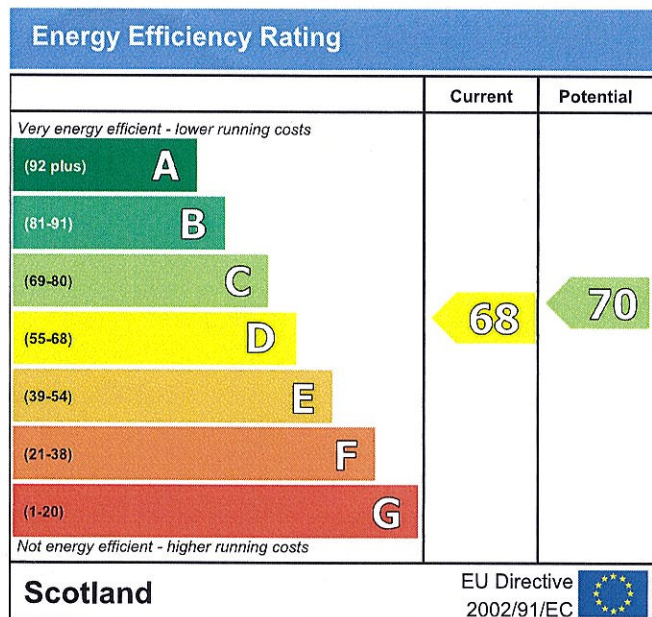 Energy Efficiency Rating
Current Potential
Very energy efficient - lower running costs
(92 plus) A
(81-91) B
(69-80) C
(55-68) D
(39-54) E
(21-38) F
(1-20) G
68
70
Not energy efficient - higher running costs
Scotland
EU Directive
2002/91/EC